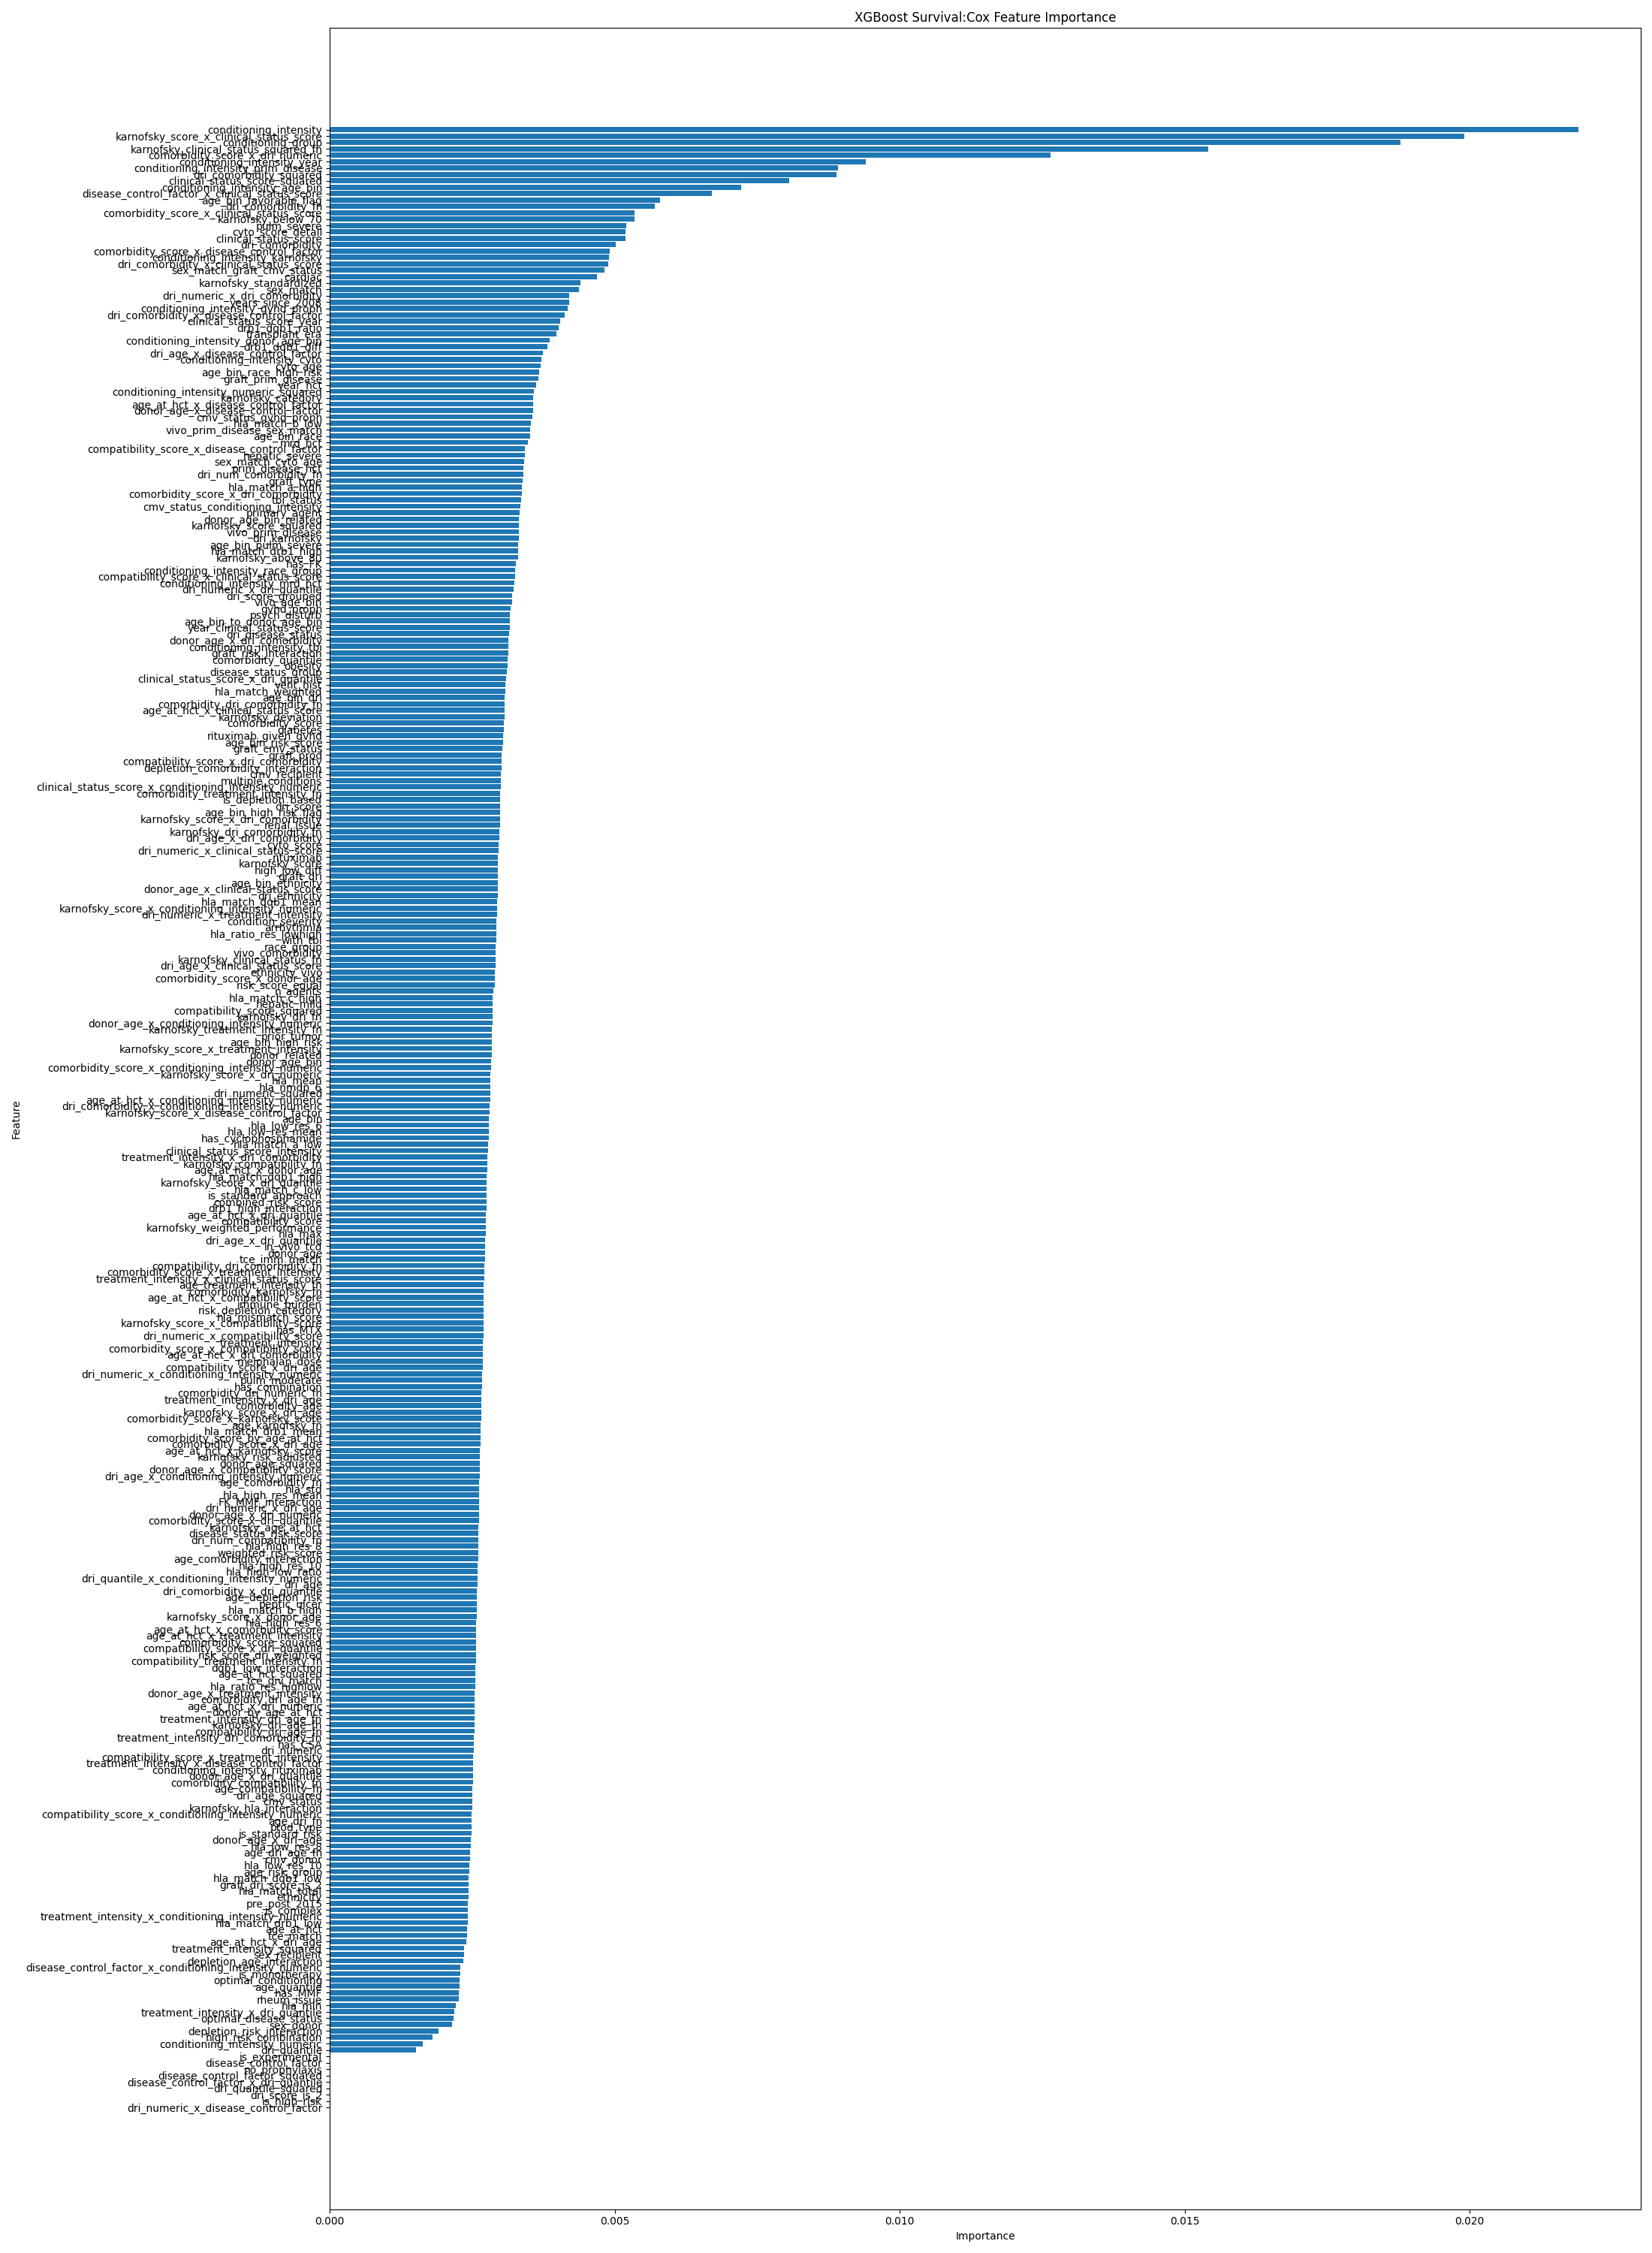 XGBoost Survival:Cox Feature Importance
conditioning_intensity
karnofsky_score_x_clinical_status_score
conditioning_group
karnofsky_clinical_status_squared_fn
comorbidity_score_x_dri_numeric
conditioning_intensity_year
conditioning_intensity_prim_disease
dri_comorbidity_squared
clinical_status_score_squared
conditioning_intensity_age_bin
disease_control_factor_x_clinical_status_score
age_bin_favorable_flag
dri_comorbidity_fn
comorbidity_score_x_clinical_status_score
karnofsky_below_70
pulm_severe
cyto_score_detail
clinical_status_score
dri_comorbidity
comorbidity_score_x_disease_control_factor
conditioning_intensity_karnofsky
dri_comorbidity_x_clinical_status_score
sex_match_graft_cmv_status
cardiac
karnofsky_standardized
sex_match
dri_numeric_x_dri_comorbidity
years_since_2008
conditioning_intensity_gvhd_proph
dri_comorbidity_x_disease_control_factor
clinical_status_score_year
drb1_dqb1_ratio
transplant_era
conditioning_intensity_donor_age_bin
drb1_dqb1_diff
dri_age_x_disease_control_factor
conditioning_intensity_cyto
cyto_age
age_bin_race_high_risk
graft_prim_disease
year_hct
conditioning_intensity_numeric_squared
karnofsky_category
age_at_hct_x_disease_control_factor
donor_age_x_disease_control_factor
cmv_status_gvhd_proph
hla_match_b_low
vivo_prim_disease_sex_match
age_bin_race
mrd_hct
compatibility_score_x_disease_control_factor
hepatic_severe
sex_match_cyto_age
prim_disease_hct
dri_num_comorbidity_fn
graft_type
hla_match_a_high
comorbidity_score_x_dri_comorbidity
tbi_status
cmv_status_conditioning_intensity
primary_agent
donor_age_bin_related
karnofsky_score_squared
vivo_prim_disease
dri_karnofsky
age_bin_pulm_severe
hla_match_drb1_high
karnofsky_above_80
has_FK
conditioning_intensity_race_group
compatibility_score_x_clinical_status_score
conditioning_intensity_mrd_hct
dri_numeric_x_dri_quantile
dri_score_grouped
vivo_age_bin
gvhd_proph
psych_disturb
age_bin_to_donor_age_bin
year_clinical_status_score
dri_disease_status
donor_age_x_dri_comorbidity
conditioning_intensity_tbi
graft_risk_interaction
comorbidity_quantile
obesity
disease_status_group
clinical_status_score_x_dri_quantile
vent_hist
hla_match_weighted
age_bin_dri
comorbidity_dri_comorbidity_fn
age_at_hct_x_clinical_status_score
karnofsky_deviation
comorbidity_score
diabetes
rituximab_given_gvhd
age_bin_risk_score
graft_cmv_status
graft_prod
compatibility_score_x_dri_comorbidity
depletion_comorbidity_interaction
cmv_recipient
multiple_conditions
clinical_status_score_x_conditioning_intensity_numeric
comorbidity_treatment_intensity_fn
is_depletion_based
dri_score
age_bin_high_risk_flag
karnofsky_score_x_dri_comorbidity
renal_issue
karnofsky_dri_comorbidity_fn
dri_age_x_dri_comorbidity
cyto_score
dri_numeric_x_clinical_status_score
rituximab
karnofsky_score
high_low_diff
graft_dri
age_bin_ethnicity
donor_age_x_clinical_status_score
dri_ethnicity
hla_match_dqb1_mean
karnofsky_score_x_conditioning_intensity_numeric
dri_numeric_x_treatment_intensity
condition_severity
arrhythmia
hla_ratio_res_lowhigh
with_tbi
race_group
vivo_comorbidity
karnofsky_clinical_status_fn
dri_age_x_clinical_status_score
ethnicity_vivo
comorbidity_score_x_donor_age
risk_score_equal
n_agents
hla_match_c_high
hepatic_mild
compatibility_score_squared
karnofsky_dri_fn
donor_age_x_conditioning_intensity_numeric
karnofsky_treatment_intensity_fn
prior_tumor
age_bin_high_risk
karnofsky_score_x_treatment_intensity
donor_related
donor_age_bin
comorbidity_score_x_conditioning_intensity_numeric
karnofsky_score_x_dri_numeric
hla_mean
hla_nmdp_6
dri_numeric_squared
age_at_hct_x_conditioning_intensity_numeric
dri_comorbidity_x_conditioning_intensity_numeric
karnofsky_score_x_disease_control_factor
age_bin
hla_low_res_6
hla_low_res_mean
has_cyclophosphamide
hla_match_a_low
clinical_status_score_intensity
treatment_intensity_x_dri_comorbidity
karnofsky_compatibility_fn
age_at_hct_x_donor_age
hla_match_dqb1_high
karnofsky_score_x_dri_quantile
hla_match_c_low
is_standard_approach
combined_risk_score
drb1_high_interaction
age_at_hct_x_dri_quantile
compatibility_score
karnofsky_weighted_performance
hla_max
dri_age_x_dri_quantile
in_vivo_tcd
donor_age
tce_imm_match
compatibility_dri_comorbidity_fn
comorbidity_score_x_treatment_intensity
treatment_intensity_x_clinical_status_score
age_treatment_intensity_fn
comorbidity_karnofsky_fn
age_at_hct_x_compatibility_score
immune_burden
risk_depletion_category
hla_mismatch_score
karnofsky_score_x_compatibility_score
has_MTX
dri_numeric_x_compatibility_score
treatment_intensity
comorbidity_score_x_compatibility_score
age_at_hct_x_dri_comorbidity
melphalan_dose
compatibility_score_x_dri_age
dri_numeric_x_conditioning_intensity_numeric
pulm_moderate
has_combination
comorbidity_dri_numeric_fn
treatment_intensity_x_dri_age
comorbidity_age
karnofsky_score_x_dri_age
comorbidity_score_x_karnofsky_score
age_karnofsky_fn
hla_match_drb1_mean
comorbidity_score_by_age_at_hct
comorbidity_score_x_dri_age
age_at_hct_x_karnofsky_score
karnofsky_risk_adjusted
donor_age_squared
donor_age_x_compatibility_score
dri_age_x_conditioning_intensity_numeric
age_comorbidity_fn
hla_std
hla_high_res_mean
FK_MMF_interaction
dri_numeric_x_dri_age
donor_age_x_dri_numeric
comorbidity_score_x_dri_quantile
karnofsky_age_at_hct
disease_status_risk_score
dri_num_compatibility_fn
hla_high_res_8
weighted_risk_score
age_comorbidity_interaction
hla_high_res_10
hla_high_low_ratio
dri_quantile_x_conditioning_intensity_numeric
dri_age
dri_comorbidity_x_dri_quantile
age_depletion_risk
peptic_ulcer
hla_match_b_high
karnofsky_score_x_donor_age
hla_high_res_6
age_at_hct_x_comorbidity_score
age_at_hct_x_treatment_intensity
comorbidity_score_squared
compatibility_score_x_dri_quantile
risk_score_dri_weighted
compatibility_treatment_intensity_fn
dqb1_low_interaction
age_at_hct_squared
tce_div_match
hla_ratio_res_highlow
donor_age_x_treatment_intensity
comorbidity_dri_age_fn
age_at_hct_x_dri_numeric
donor_by_age_at_hct
treatment_intensity_dri_age_fn
karnofsky_dri_age_fn
compatibility_dri_age_fn
treatment_intensity_dri_comorbidity_fn
has_CSA
dri_numeric
compatibility_score_x_treatment_intensity
treatment_intensity_x_disease_control_factor
conditioning_intensity_rituximab
donor_age_x_dri_quantile
comorbidity_compatibility_fn
age_compatibility_fn
dri_age_squared
cmv_status
karnofsky_hla_interaction
compatibility_score_x_conditioning_intensity_numeric
age_dri_fn
prod_type
is_standard_risk
donor_age_x_dri_age
hla_low_res_8
age_dri_age_fn
cmv_donor
hla_low_res_10
age_risk_group
hla_match_dqb1_low
graft_dri_score_is_2
hla_match_total
ethnicity
pre_post_2015
is_complex
treatment_intensity_x_conditioning_intensity_numeric
hla_match_drb1_low
age_at_hct
tce_match
age_at_hct_x_dri_age
treatment_intensity_squared
sex_recipient
depletion_age_interaction
disease_control_factor_x_conditioning_intensity_numeric
is_monotherapy
optimal_conditioning
age_quantile
has_MMF
rheum_issue
hla_min
treatment_intensity_x_dri_quantile
optimal_disease_status
sex_donor
depletion_risk_interaction
high_risk_combination
conditioning_intensity_numeric
dri_quantile
is_experimental
disease_control_factor
no_prophylaxis
disease_control_factor_squared
disease_control_factor_x_dri_quantile
dri_quantile_squared
dri_score_is_2
is_high_risk
dri_numeric_x_disease_control_factor
Feature
0.000 0.005 0.010 0.015 0.020
Importance